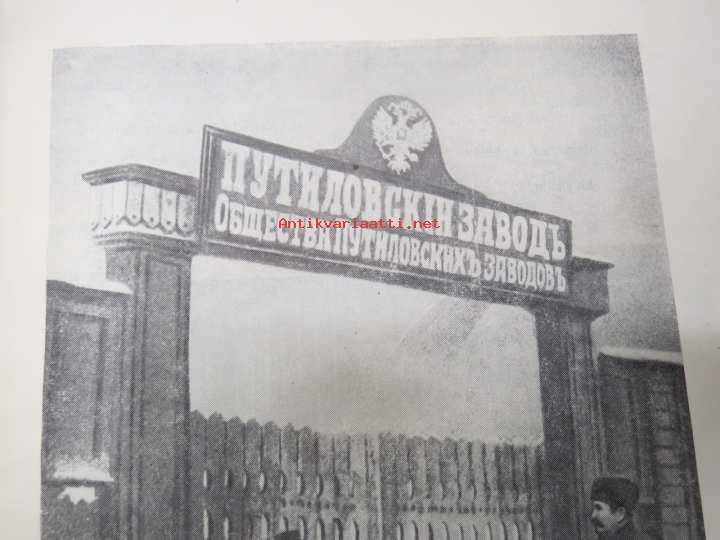 ПУТИЛОВСКІЙ ЗАВОДЪ
ОБЩЕСТВА ПУТИЛОВСКИХЪ ЗАВОДОВЪ
Antikvariaatti.net